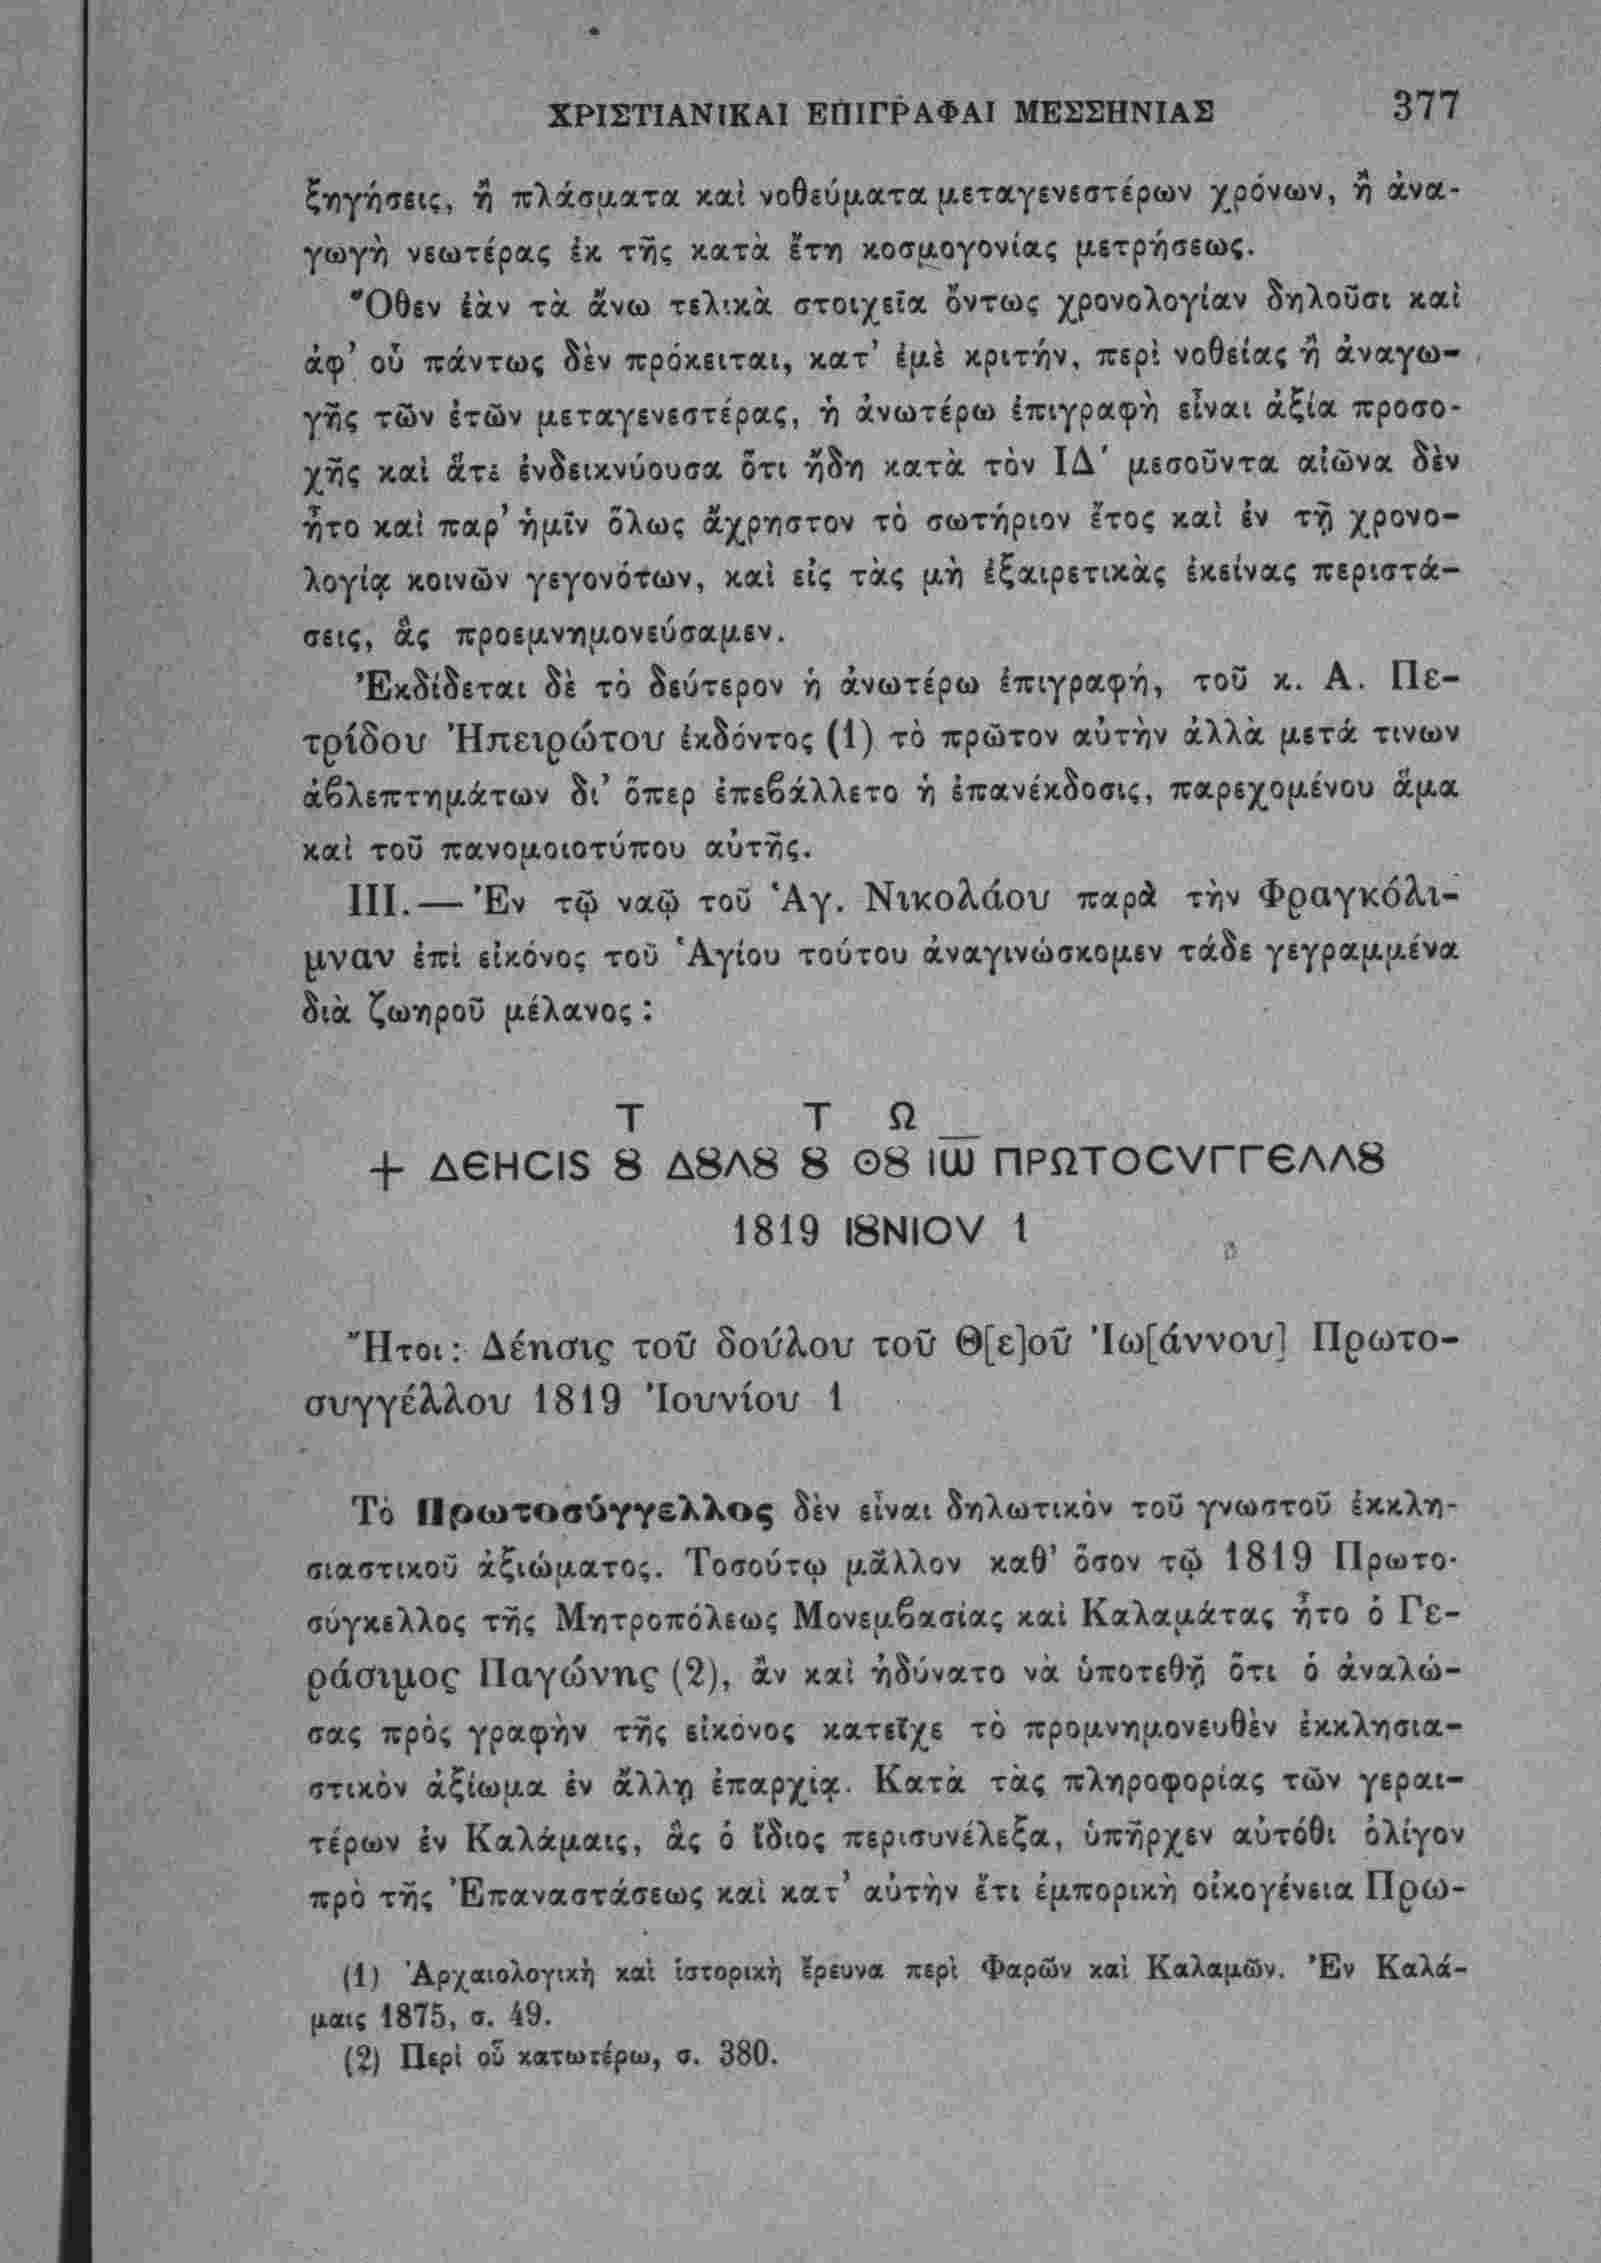 ΧΡΙΣΤΙΑΝΙΚΑΙ ΕΠΙΓΡΑΦΑΙ ΜΕΣΣΗΝΙΑΣ 377
ξηγήσεις, ἢ πλάσματα καὶ νοθεύματα μεταγενεστέρων χρόνων, ἢ ἀνα-
γωγὴ νεωτέρας ἐκ τῆς κατὰ ἔτη κοσμογονίας μετρήσεως.
Ὅθεν ἐὰν τὰ ἄνω τελικὰ στοιχεῖα ὄντως χρονολογίαν δηλοῦσι καὶ
ἀφ’ οὗ πάντως δὲν πρόκειται, κατ’ ἐμὲ κριτήν, περὶ νοθείας ἢ ἀναγω-
γῆς τῶν ἐτῶν μεταγενεστέρας, ἡ ἀνωτέρω ἐπιγραφὴ εἶναι ἀξία προσο-
χῆς καὶ ἅτε ἐνδεικνύουσα ὅτι ἤδη κατὰ τὸν ΙΔ΄ μεσοῦντα αἰῶνα δὲν
ἦτο καὶ παρ’ ἡμῖν ὅλως ἄχρηστον τὸ σωτήριον ἔτος καὶ ἐν τῇ χρονο-
λογίᾳ κοινῶν γεγονότων, καὶ εἰς τὰς μὴ ἐξαιρετικὰς ἐκείνας περιστά-
σεις, ἃς προεμνημονεύσαμεν.
Ἐκδίδεται δὲ τὸ δεύτερον ἡ ἀνωτέρω ἐπιγραφή, τοῦ κ. Α. Πε-
τρίδου Ἠπειρώτου ἐκδόντος (1) τὸ πρῶτον αὐτὴν ἀλλὰ μετά τινων
ἀβλεπτημάτων δι’ ὅπερ ἐπεβάλλετο ἡ ἐπανέκδοσις, παρεχομένου ἅμα
καὶ τοῦ πανομοιοτύπου αὐτῆς.
III.— Ἐν τῷ ναῷ τοῦ Ἁγ. Νικολάου παρὰ τὴν Φραγκόλι-
μναν ἐπὶ εἰκόνος τοῦ Ἁγίου τούτου ἀναγινώσκομεν τάδε γεγραμμένα
διὰ ζωηροῦ μέλανος :
Τ Τ Ω
+ ΔЄΗCΙS 8 Δ8Λ8 8 Θ8 ΙѾ ΠΡΩΤΟCVΓΓЄΛΛ8
1819 Ι8ΝΙΟV 1
Ἤτοι : Δέησις τοῦ δούλου τοῦ Θ[ε]οῦ Ἰω[άννου] Πρωτο-
συγγέλλου 1819 Ἰουνίου 1
Τὸ Πρωτοσύγγελλος δὲν εἶναι δηλωτικὸν τοῦ γνωστοῦ ἐκκλη-
σιαστικοῦ ἀξιώματος. Τοσούτῳ μᾶλλον καθ’ ὅσον τῷ 1819 Πρωτο-
σύγκελλος τῆς Μητροπόλεως Μονεμβασίας καὶ Καλαμάτας ἦτο ὁ Γε-
ράσιμος Παγώνης (2), ἂν καὶ ἠδύνατο νὰ ὑποτεθῇ ὅτι ὁ ἀναλώ-
σας πρὸς γραφὴν τῆς εἰκόνος κατεῖχε τὸ προμνημονευθὲν ἐκκλησια-
στικὸν ἀξίωμα ἐν ἄλλῃ ἐπαρχίᾳ. Κατὰ τὰς πληροφορίας τῶν γεραι-
τέρων ἐν Καλάμαις, ἃς ὁ ἴδιος περισυνέλεξα, ὑπῆρχεν αὐτόθι ὀλίγον
πρὸ τῆς Ἐπαναστάσεως καὶ κατ’ αὐτὴν ἔτι ἐμπορικὴ οἰκογένεια Πρω-
(1) Ἀρχαιολογικὴ καὶ ἱστορικὴ ἔρευνα περὶ Φαρῶν καὶ Καλαμῶν. Ἐν Καλά-
μαις 1875, σ. 49.
(2) Περὶ οὗ κατωτέρω, σ. 380.